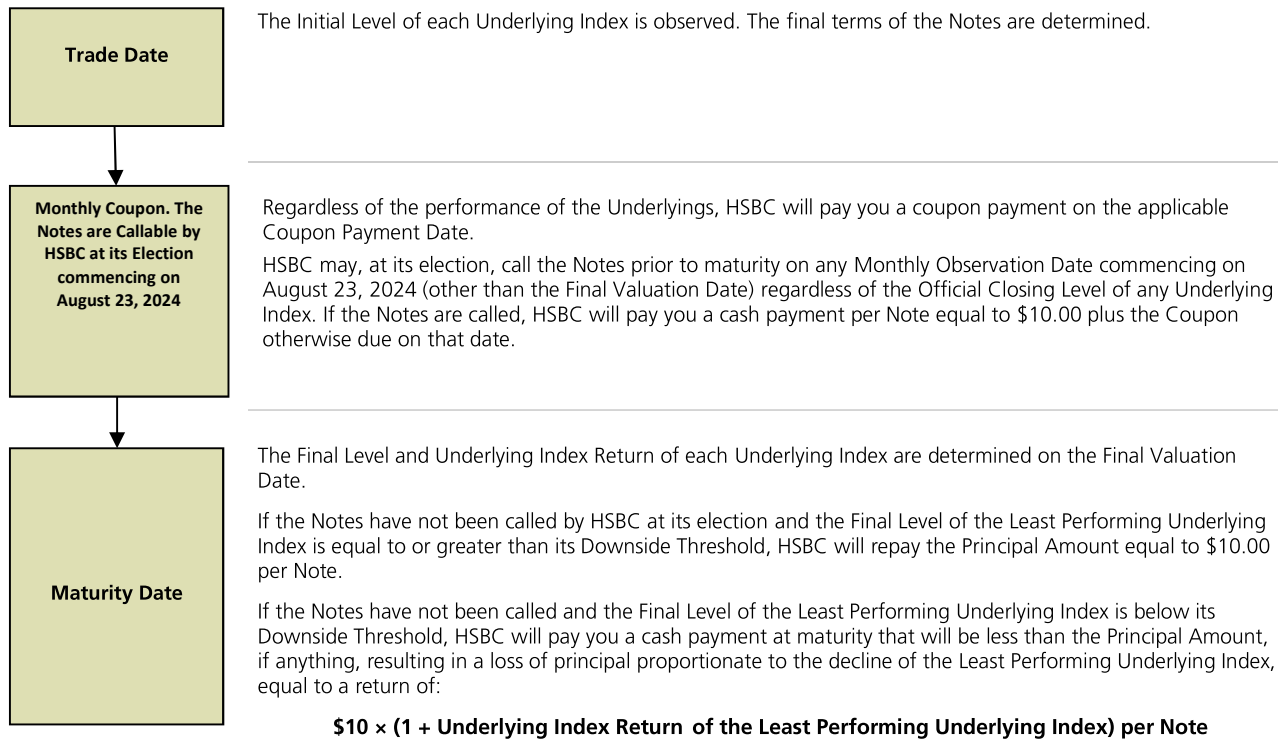 Trade Date
The Initial Level of each Underlying Index is observed. The final terms of the Notes are determined.
Monthly Coupon. The
Notes are Callable by
HSBC at its Election
commencing on
August 23, 2024
Regardless of the performance of the Underlyings, HSBC will pay you a coupon payment on the applicable
Coupon Payment Date.
HSBC may, at its election, call the Notes prior to maturity on any Monthly Observation Date commencing on
August 23, 2024 (other than the Final Valuation Date) regardless of the Official Closing Level of any Underlying
Index. If the Notes are called, HSBC will pay you a cash payment per Note equal to $10.00 plus the Coupon
otherwise due on that date.
Maturity Date
The Final Level and Underlying Index Return of each Underlying Index are determined on the Final Valuation
Date.
If the Notes have not been called by HSBC at its election and the Final Level of the Least Performing Underlying
Index is equal to or greater than its Downside Threshold, HSBC will repay the Principal Amount equal to $10.00
per Note.
If the Notes have not been called and the Final Level of the Least Performing Underlying Index is below its
Downside Threshold, HSBC will pay you a cash payment at maturity that will be less than the Principal Amount,
if anything, resulting in a loss of principal proportionate to the decline of the Least Performing Underlying Index,
equal to a return of:
$10 × (1 + Underlying Index Return of the Least Performing Underlying Index) per Note